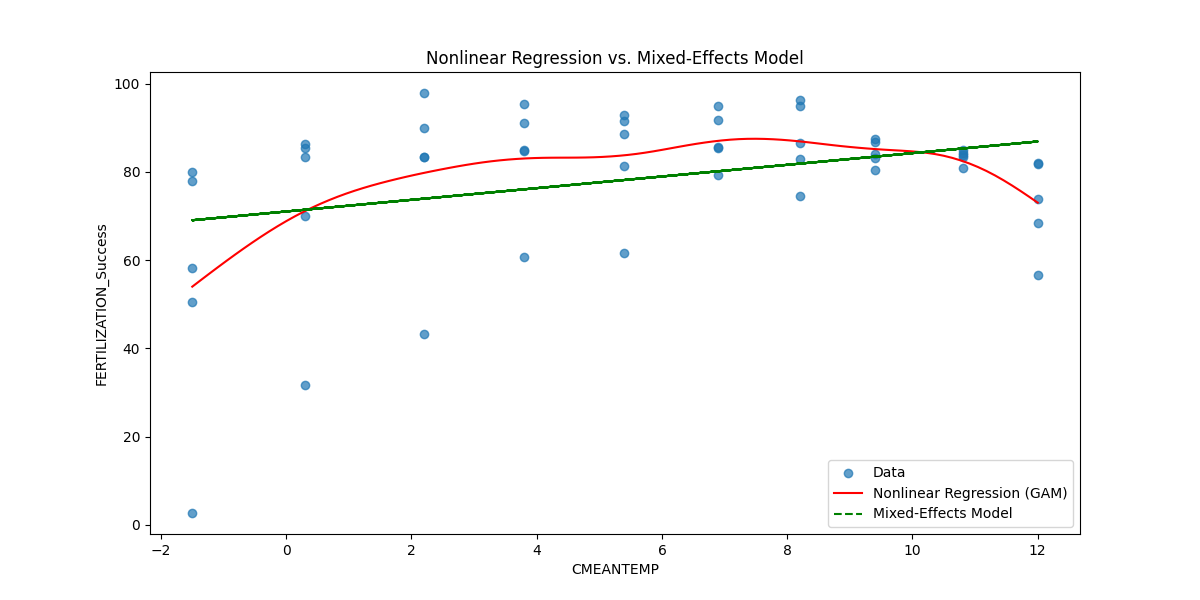 Nonlinear Regression vs. Mixed-Effects Model
FERTILIZATION_Success
100
80
60
40
20
0
−2
0
2
4
6
8
10
12
CMEANTEMP
Data
Nonlinear Regression (GAM)
Mixed-Effects Model